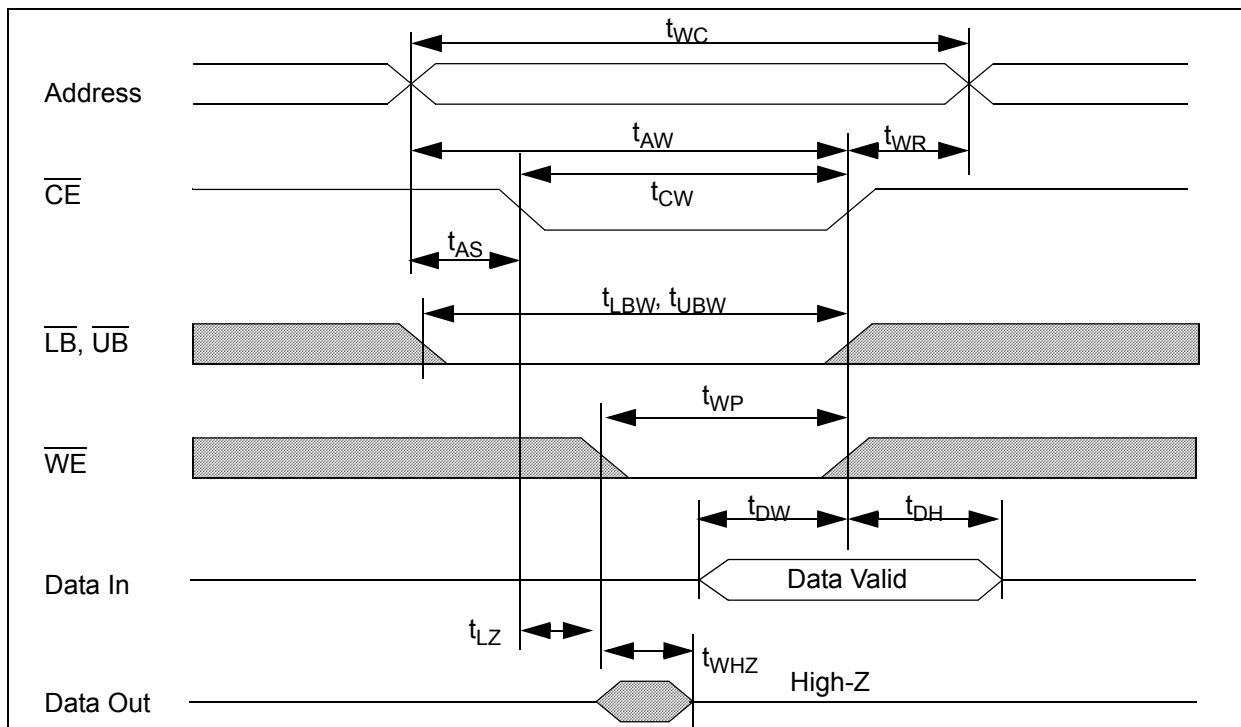 tWC
Address
tAW
tWR
CE
tCW
tAS
tLBW, tUBW
LB, UB
tWP
WE
tDW
tDH
Data In
Data Valid
tLZ
tWHZ
Data Out
High-Z